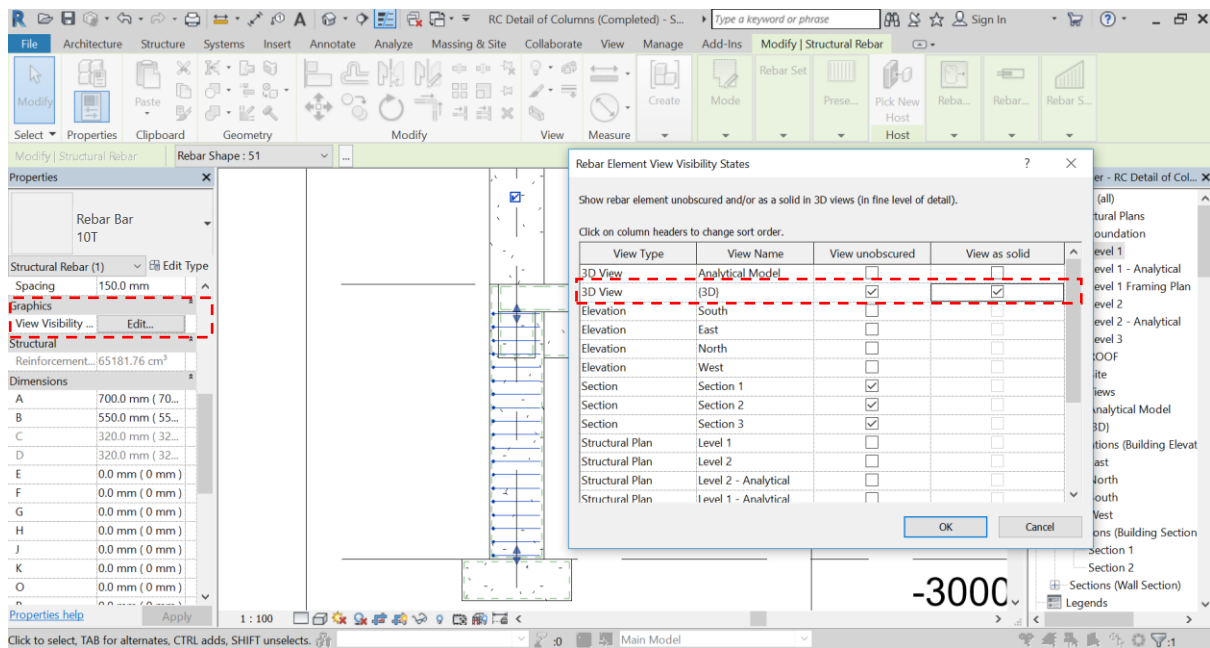 RC Detail of Columns (Completed) - S... Type a keyword or phrase Sign In
File Architecture Structure Systems Insert Annotate Analyze Massing & Site Collaborate View Manage Add-Ins Modify | Structural Rebar
Modify Paste Create Mode Rebar Set Prese... Pick New Host Reba... Rebar... Rebar S...
Select Properties Clipboard Geometry Modify View Measure Host
Modify | Structural Rebar Rebar Shape : 51 ...
Properties
Rebar Bar
10T
Structural Rebar (1) Edit Type
Spacing 150.0 mm
Graphics
View Visibility ... Edit...
Structural
Reinforcement... 65181.76 cm³
Dimensions
A 700.0 mm ( 70...
B 550.0 mm ( 55...
C 320.0 mm ( 32...
D 320.0 mm ( 32...
E 0.0 mm ( 0 mm )
F 0.0 mm ( 0 mm )
G 0.0 mm ( 0 mm )
H 0.0 mm ( 0 mm )
J 0.0 mm ( 0 mm )
K 0.0 mm ( 0 mm )
O 0.0 mm ( 0 mm )
Properties help Apply
Rebar Element View Visibility States ?
Show rebar element unobscured and/or as a solid in 3D views (in fine level of detail).
Click on column headers to change sort order.
View Type View Name View unobscured View as solid
3D View Analytical Model
3D View {3D}
Elevation South
Elevation East
Elevation North
Elevation West
Section Section 1
Section Section 2
Section Section 3
Structural Plan Level 1
Structural Plan Level 2
Structural Plan Level 2 - Analytical
Structural Plan Level 1 - Analytical
OK Cancel
er - RC Detail of Col...
(all)
tural Plans
oundation
evel 1
evel 1 - Analytical
evel 1 Framing Plan
evel 2
evel 2 - Analytical
evel 3
OOF
ite
iews
nalytical Model
3D}
tions (Building Elevat
ast
North
outh
West
ons (Building Section
Section 1
Section 2
Sections (Wall Section)
Legends
-3000
1 : 100
Click to select, TAB for alternates, CTRL adds, SHIFT unselects. :0 Main Model :1